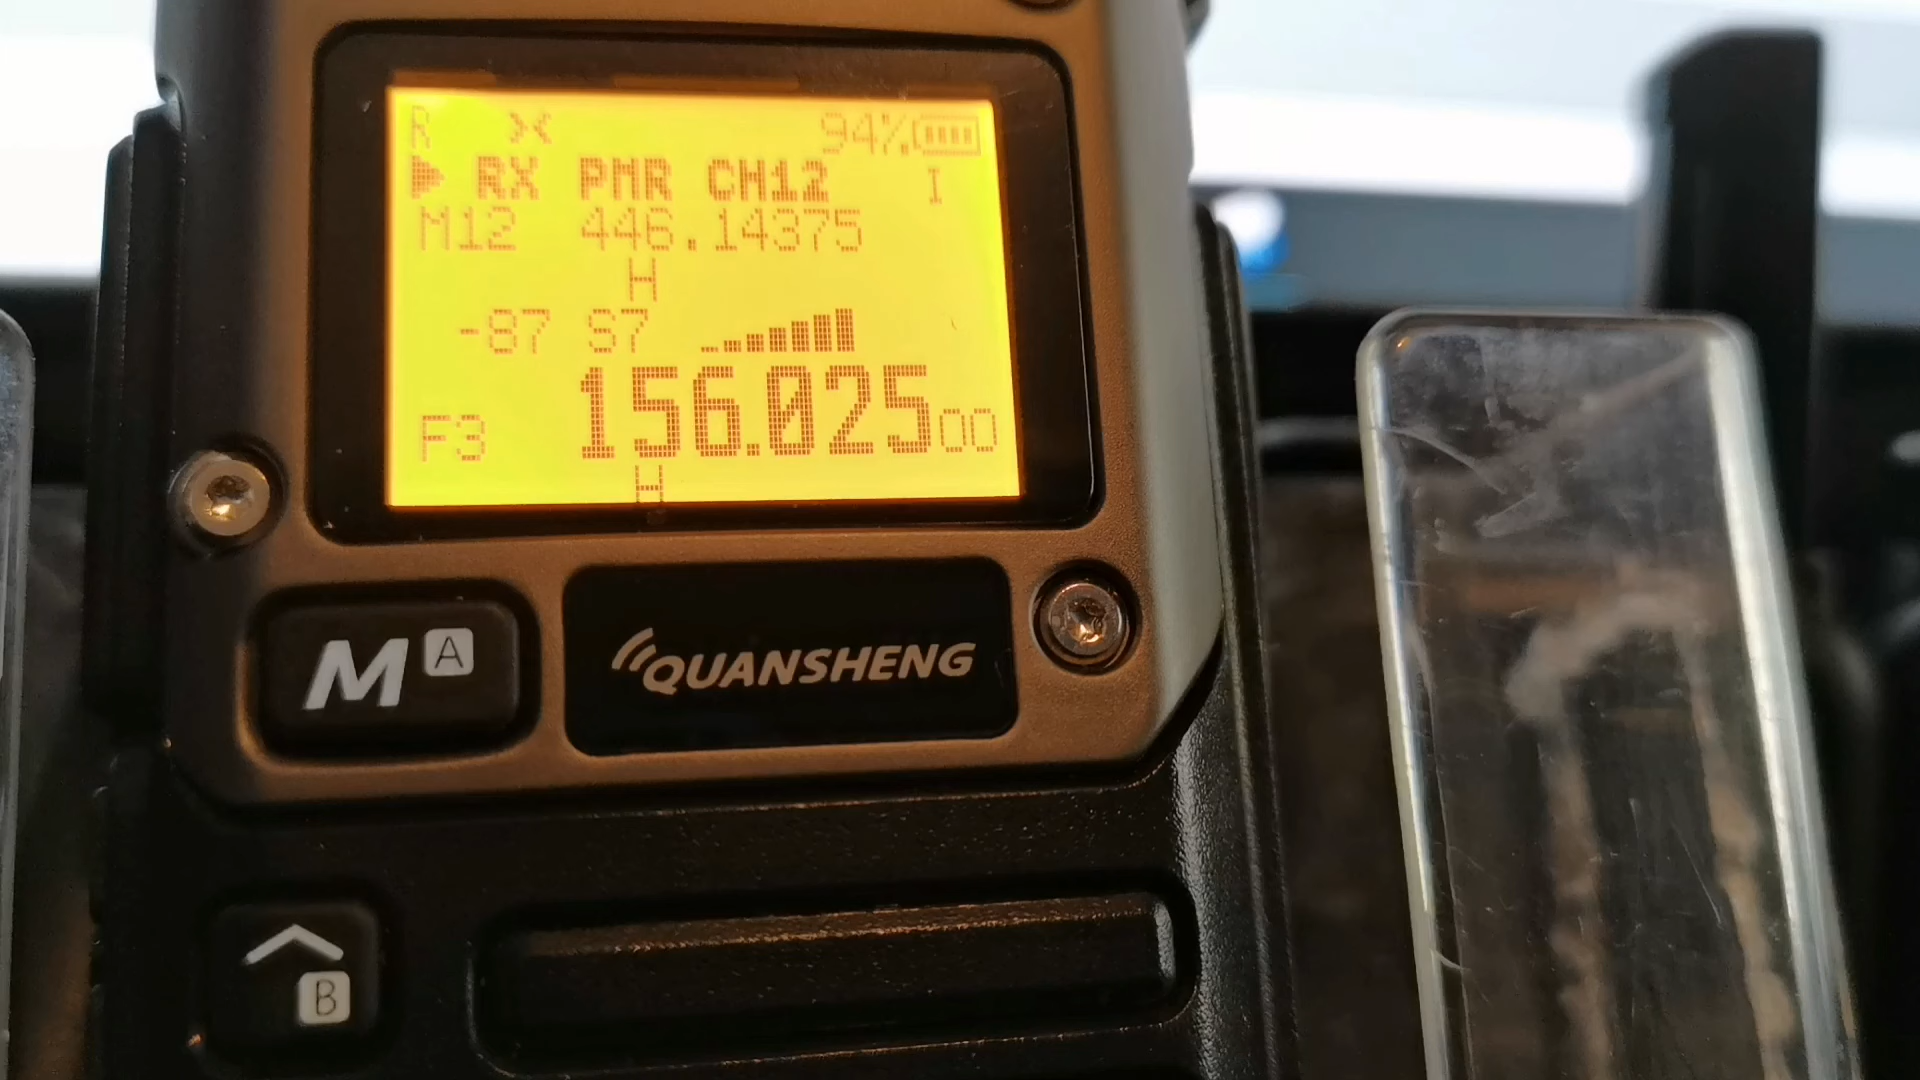 R >< 94%
RX PMR CH12 I
M12 446.14375
H
-87 S7
F3 156.02500
H
M A
QUANSHENG
B